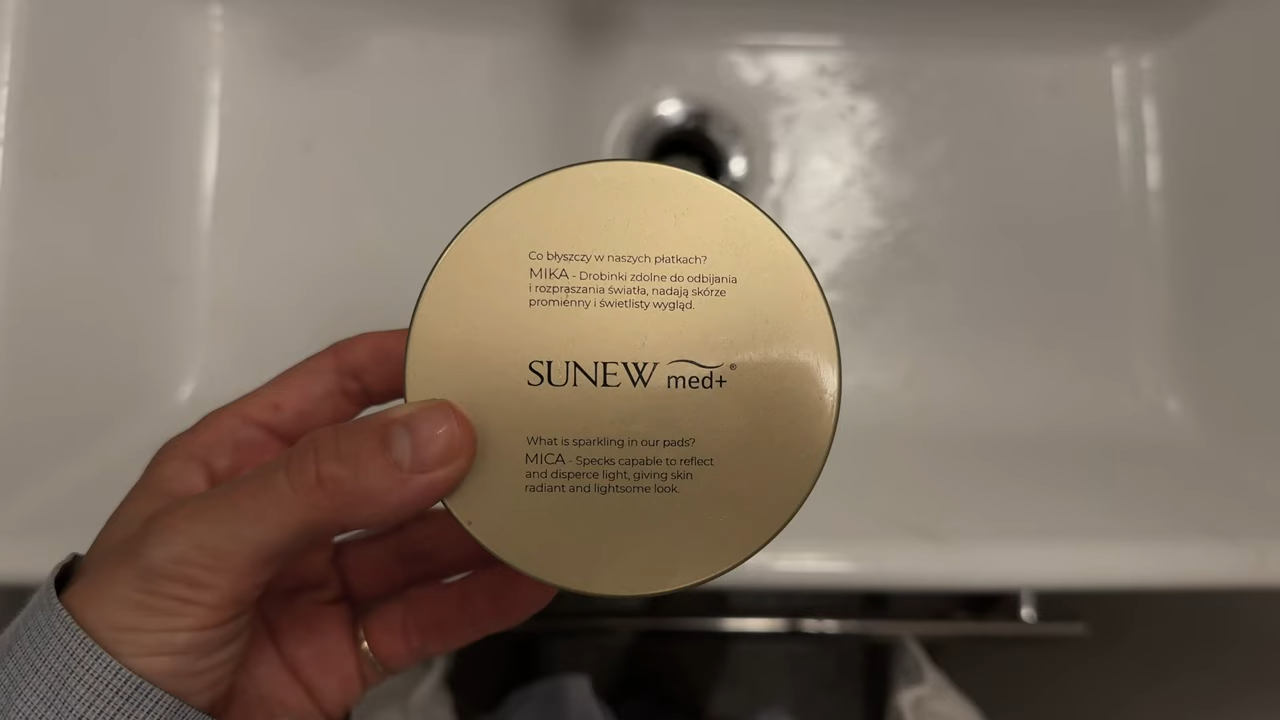 Co błyszczy w naszych płatkach?
MIKA - Drobinki zdolne do odbijania
i rozpraszania światła, nadają skórze
promienny i świetlisty wygląd.
SUNEW med+®
What is sparkling in our pads?
MICA - Specks capable to reflect
and disperce light, giving skin
radiant and lightsome look.